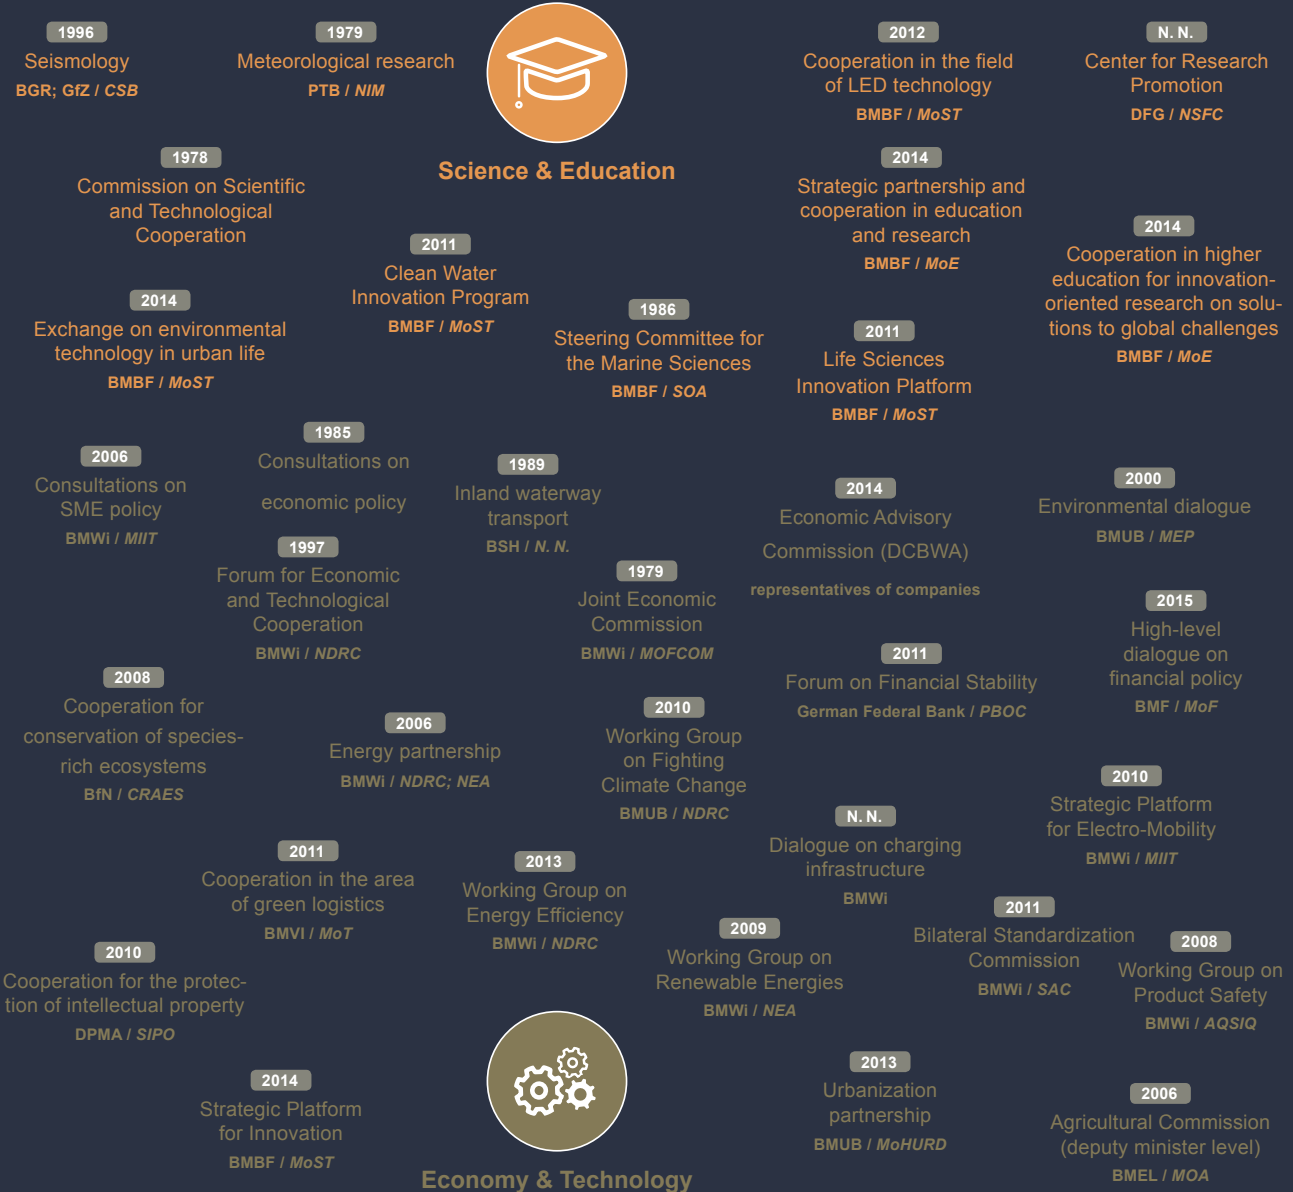 1996
Seismology
BGR; GfZ / CSB
1979
Meteorological research
PTB / NIM
2012
Cooperation in the field
of LED technology
BMBF / MoST
N. N.
Center for Research
Promotion
DFG / NSFC
Science & Education
1978
Commission on Scientific
and Technological
Cooperation
2014
Strategic partnership and
cooperation in education
and research
BMBF / MoE
2014
Cooperation in higher
education for innovation-
oriented research on solu-
tions to global challenges
BMBF / MoE
2011
Clean Water
Innovation Program
BMBF / MoST
2014
Exchange on environmental
technology in urban life
BMBF / MoST
1986
Steering Committee for
the Marine Sciences
BMBF / SOA
2011
Life Sciences
Innovation Platform
BMBF / MoST
2006
Consultations on
SME policy
BMWi / MIIT
1985
Consultations on
economic policy
1989
Inland waterway
transport
BSH / N. N.
2014
Economic Advisory
Commission (DCBWA)
representatives of companies
2000
Environmental dialogue
BMUB / MEP
1997
Forum for Economic
and Technological
Cooperation
BMWi / NDRC
1979
Joint Economic
Commission
BMWi / MOFCOM
2015
High-level
dialogue on
financial policy
BMF / MoF
2011
Forum on Financial Stability
German Federal Bank / PBOC
2008
Cooperation for
conservation of species-
rich ecosystems
BfN / CRAES
2006
Energy partnership
BMWi / NDRC; NEA
2010
Working Group
on Fighting
Climate Change
BMUB / NDRC
2010
Strategic Platform
for Electro-Mobility
BMWi / MIIT
N. N.
Dialogue on charging
infrastructure
BMWi
2011
Cooperation in the area
of green logistics
BMVI / MoT
2013
Working Group on
Energy Efficiency
BMWi / NDRC
2009
Working Group on
Renewable Energies
BMWi / NEA
2011
Bilateral Standardization
Commission
BMWi / SAC
2008
Working Group on
Product Safety
BMWi / AQSIQ
2010
Cooperation for the protec-
tion of intellectual property
DPMA / SIPO
2014
Strategic Platform
for Innovation
BMBF / MoST
2013
Urbanization
partnership
BMUB / MoHURD
2006
Agricultural Commission
(deputy minister level)
BMEL / MOA
Economy & Technology